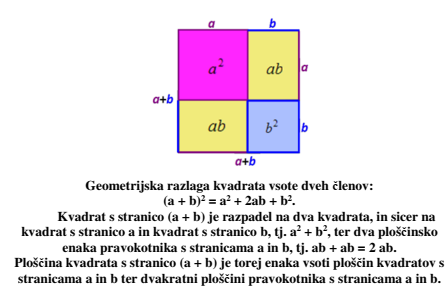 a b
a² ab a
a+b
ab b² b
a+b
Geometrijska razlaga kvadrata vsote dveh členov:
(a + b)² = a² + 2ab + b².
Kvadrat s stranico (a + b) je razpadel na dva kvadrata, in sicer na
kvadrat s stranico a in kvadrat s stranico b, tj. a² + b², ter dva ploščinsko
enaka pravokotnika s stranicama a in b, tj. ab + ab = 2 ab.
Ploščina kvadrata s stranico (a + b) je torej enaka vsoti ploščin kvadratov s
stranicama a in b ter dvakratni ploščini pravokotnika s stranicama a in b.